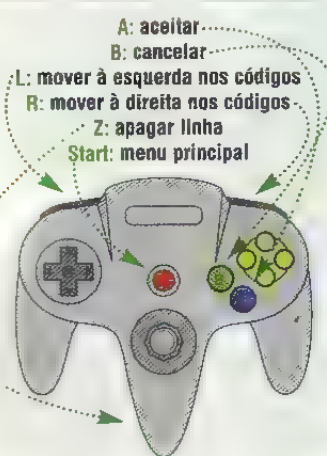 A: aceitar
B: cancelar
L: mover à esquerda nos códigos
R: mover à direita nos códigos
Z: apagar linha
Start: menu principal